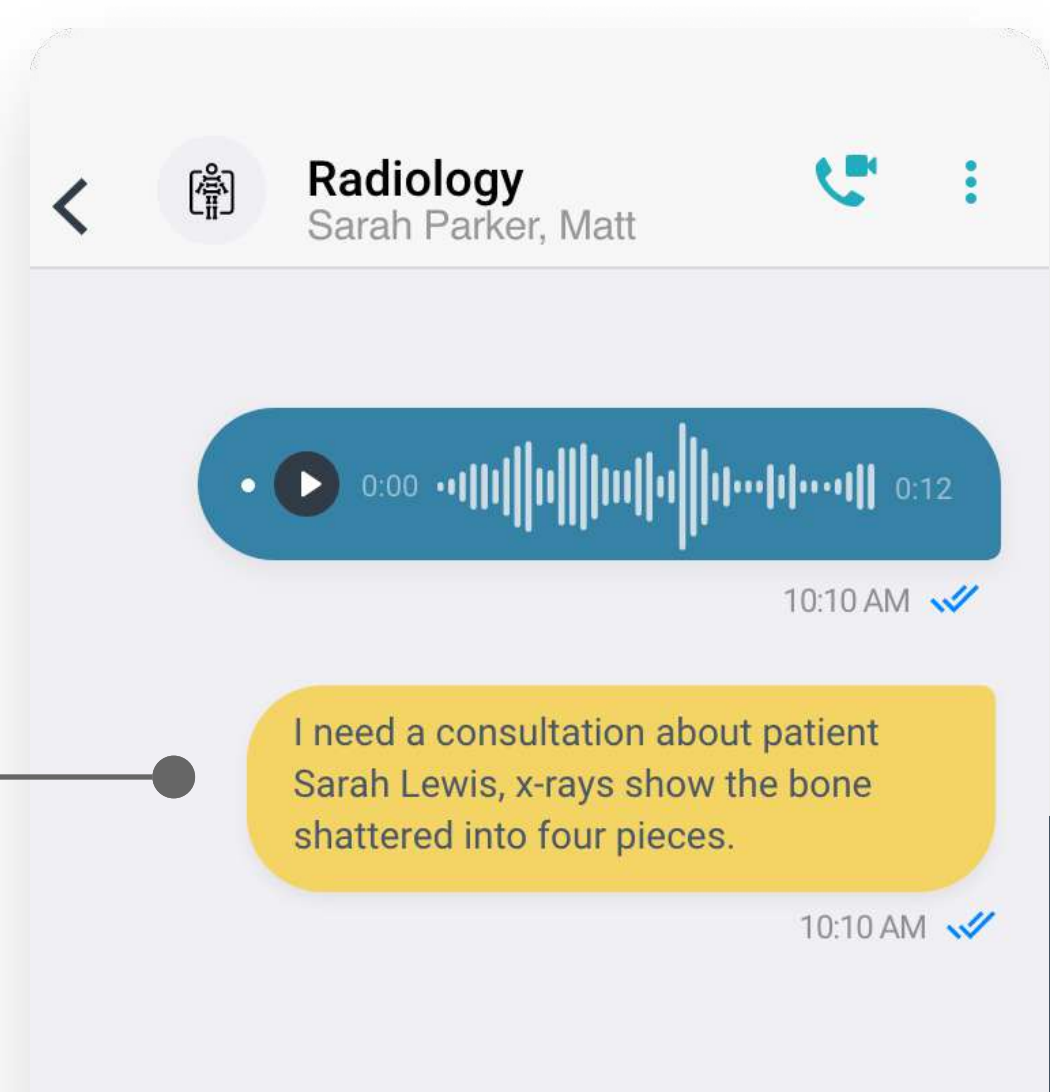 Radiology
Sarah Parker, Matt
0:00
0:12
10:10 AM
I need a consultation about patient
Sarah Lewis, x-rays show the bone
shattered into four pieces.
10:10 AM